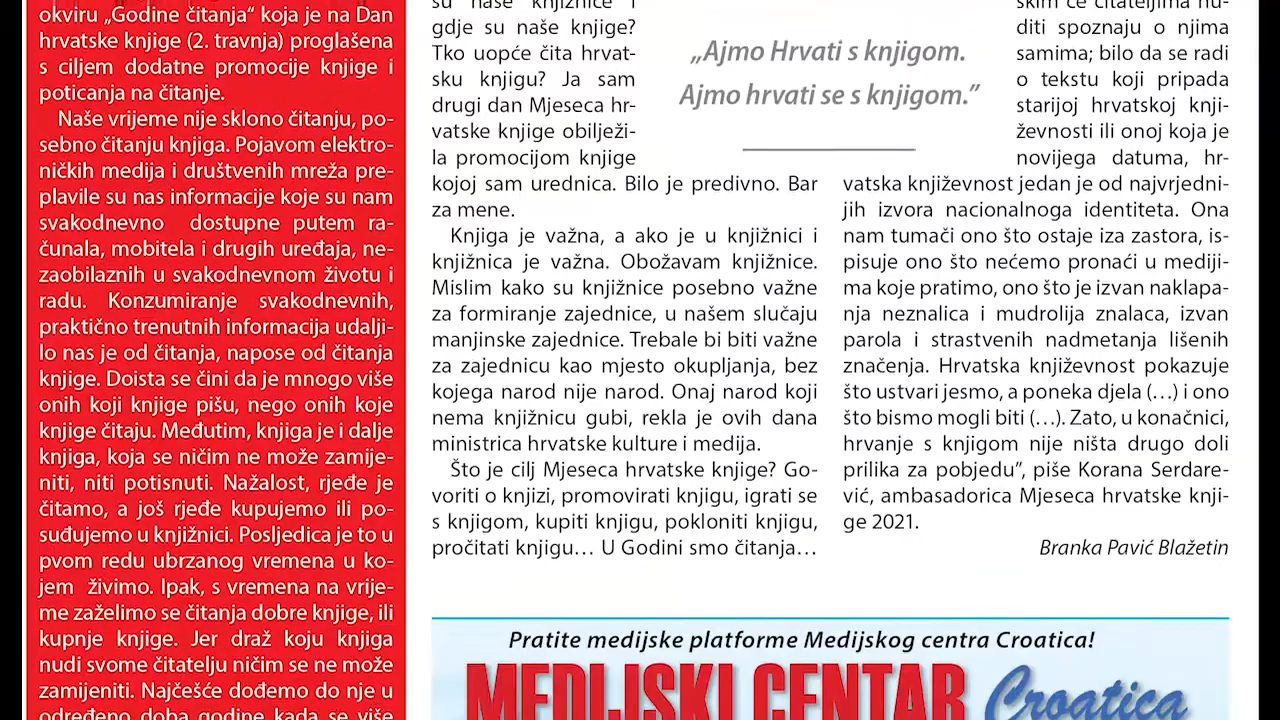 okviru „Godine čitanja“ koja je na Dan
hrvatske knjige (2. travnja) proglašena
s ciljem dodatne promocije knjige i
poticanja na čitanje.
Naše vrijeme nije sklono čitanju, po-
sebno čitanju knjiga. Pojavom elektro-
ničkih medija i društvenih mreža pre-
plavile su nas informacije koje su nam
svakodnevno dostupne putem ra-
čunala, mobitela i drugih uređaja, ne-
zaobilaznih u svakodnevnom životu i
radu. Konzumiranje svakodnevnih,
praktično trenutnih informacija udalji-
lo nas je od čitanja, napose od čitanja
knjige. Doista se čini da je mnogo više
onih koji knjige pišu, nego onih koje
knjige čitaju. Međutim, knjiga je i dalje
knjiga, koja se ničim ne može zamije-
niti, niti potisnuti. Nažalost, rjeđe je
čitamo, a još rjeđe kupujemo ili po-
suđujemo u knjižnici. Posljedica je to u
pvom redu ubrzanog vremena u ko-
jem živimo. Ipak, s vremena na vrije-
me zaželimo se čitanja dobre knjige, ili
kupnje knjige. Jer draž koju knjiga
nudi svome čitatelju ničim se ne može
zamijeniti. Najčešće dođemo do nje u
određeno doba godine kada se više
su naše knjižnice i
gdje su naše knjige?
Tko uopće čita hrvat-
sku knjigu? Ja sam
drugi dan Mjeseca hr-
vatske knjige obilježi-
la promocijom knjige
kojoj sam urednica. Bilo je predivno. Bar
za mene.
Knjiga je važna, a ako je u knjižnici i
knjižnica je važna. Obožavam knjižnice.
Mislim kako su knjižnice posebno važne
za formiranje zajednice, u našem slučaju
manjinske zajednice. Trebale bi biti važne
za zajednicu kao mjesto okupljanja, bez
kojega narod nije narod. Onaj narod koji
nema knjižnicu gubi, rekla je ovih dana
ministrica hrvatske kulture i medija.
Što je cilj Mjeseca hrvatske knjige? Go-
voriti o knjizi, promovirati knjigu, igrati se
s knjigom, kupiti knjigu, pokloniti knjigu,
pročitati knjigu… U Godini smo čitanja…
„Ajmo Hrvati s knjigom.
Ajmo hrvati se s knjigom.”
skim će čitateljima nu-
diti spoznaju o njima
samima; bilo da se radi
o tekstu koji pripada
starijoj hrvatskoj knji-
ževnosti ili onoj koja je
novijega datuma, hr-
vatska književnost jedan je od najvrjedni-
jih izvora nacionalnoga identiteta. Ona
nam tumači ono što ostaje iza zastora, is-
pisuje ono što nećemo pronaći u mediji-
ma koje pratimo, ono što je izvan naklapa-
nja neznalica i mudrolija znalaca, izvan
parola i strastvenih nadmetanja lišenih
značenja. Hrvatska književnost pokazuje
što ustvari jesmo, a poneka djela (…) i ono
što bismo mogli biti (…). Zato, u konačnici,
hrvanje s knjigom nije ništa drugo doli
prilika za pobjedu”, piše Korana Serdare-
vić, ambasadorica Mjeseca hrvatske knji-
ge 2021.
Branka Pavić Blažetin
Pratite medijske platforme Medijskog centra Croatica!
MEDIJSKI CENTAR Croatica